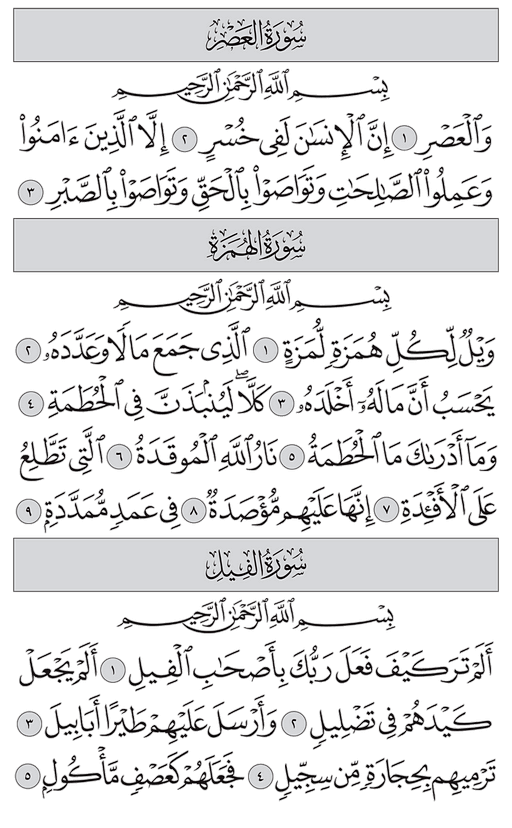 سُورَةُ العَصْرِ
بِسْمِ ٱللَّهِ ٱلرَّحْمَٰنِ ٱلرَّحِيمِ
وَٱلْعَصْرِ ١ إِنَّ ٱلْإِنسَٰنَ لَفِى خُسْرٍ ٢ إِلَّا ٱلَّذِينَ ءَامَنُوا۟
وَعَمِلُوا۟ ٱلصَّٰلِحَٰتِ وَتَوَاصَوْا۟ بِٱلْحَقِّ وَتَوَاصَوْا۟ بِٱلصَّبْرِ ٣
سُورَةُ الهُمَزَةِ
بِسْمِ ٱللَّهِ ٱلرَّحْمَٰنِ ٱلرَّحِيمِ
وَيْلٌ لِّكُلِّ هُمَزَةٍ لُّمَزَةٍ ١ ٱلَّذِى جَمَعَ مَالًا وَعَدَّدَهُۥ ٢
يَحْسَبُ أَنَّ مَالَهُۥٓ أَخْلَدَهُۥ ٣ كَلَّا ۖ لَيُنۢبَذَنَّ فِى ٱلْحُطَمَةِ ٤
وَمَآ أَدْرَىٰكَ مَا ٱلْحُطَمَةُ ٥ نَارُ ٱللَّهِ ٱلْمُوقَدَةُ ٦ ٱلَّتِى تَطَّلِعُ
عَلَى ٱلْأَفْـِٔدَةِ ٧ إِنَّهَا عَلَيْهِم مُّؤْصَدَةٌ ٨ فِى عَمَدٍ مُّمَدَّدَةٍۭ ٩
سُورَةُ الفِيلِ
بِسْمِ ٱللَّهِ ٱلرَّحْمَٰنِ ٱلرَّحِيمِ
أَلَمْ تَرَ كَيْفَ فَعَلَ رَبُّكَ بِأَصْحَٰبِ ٱلْفِيلِ ١ أَلَمْ يَجْعَلْ
كَيْدَهُمْ فِى تَضْلِيلٍ ٢ وَأَرْسَلَ عَلَيْهِمْ طَيْرًا أَبَابِيلَ ٣
تَرْمِيهِم بِحِجَارَةٍ مِّن سِجِّيلٍ ٤ فَجَعَلَهُمْ كَعَصْفٍ مَّأْكُولٍۭ ٥